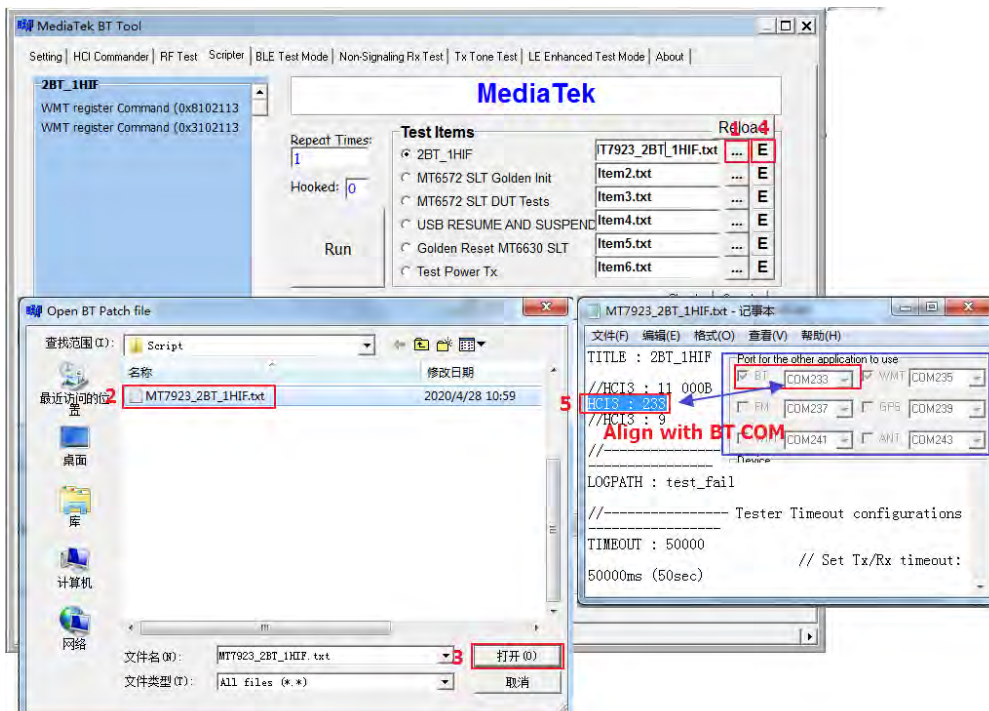 MediaTek BT Tool
Setting | HCI Commander | RF Test | Scripter | BLE Test Mode | Non-Signaling Rx Test | Tx Tone Test | LE Enhanced Test Mode | About |
2BT_1HIF
WMT register Command (0x8102113
WMT register Command (0x3102113
MediaTek
Repeat Times:
1
Hooked: 0
Run
Test Items
Reload
1 4
2BT_1HIF IT7923_2BT_1HIF.txt ... E
MT6572 SLT Golden Init Item2.txt ... E
MT6572 SLT DUT Tests Item3.txt ... E
USB RESUME AND SUSPEND Item4.txt ... E
Golden Reset MT6630 SLT Item5.txt ... E
Test Power Tx Item6.txt ... E
Open BT Patch file
查找范围(I): Script
名称 修改日期
2 MT7923_2BT_1HIF.txt 2020/4/28 10:59
最近访问的位置
桌面
库
计算机
网络
文件名(N): MT7923_2BT_1HIF.txt 3 打开(O)
文件类型(T): All files (*.*) 取消
MT7923_2BT_1HIF.txt - 记事本
文件(F) 编辑(E) 格式(O) 查看(V) 帮助(H)
TITLE : 2BT_1HIF
//HCI3 : 11 000B
5 HCI3 : 233
//HCI3 : 9
Align with BT COM
//----------------
----------------
LOGPATH : test_fail
//---------------- Tester Timeout configurations
----------------
TIMEOUT : 50000
// Set Tx/Rx timeout:
50000ms (50sec)
Port for the other application to use
BT COM233 WMT COM235
FM COM237 GPS COM239
COM241 ANT COM243
Device